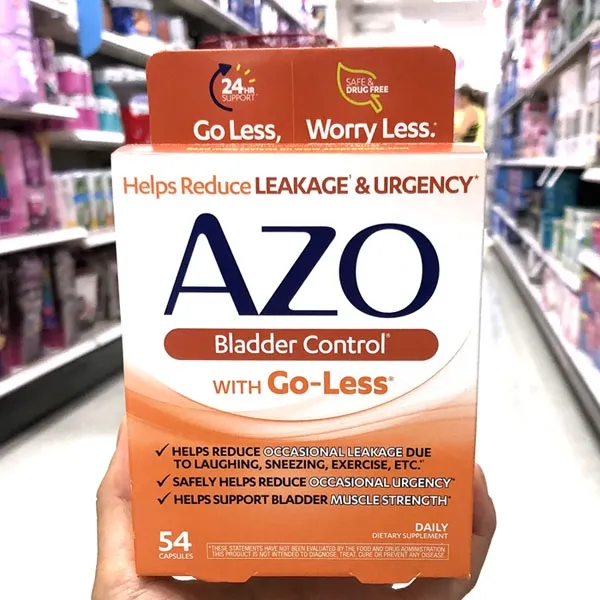 24 HR
SUPPORT
SAFE &
DRUG FREE
Go Less, Worry Less.*
Helps Reduce LEAKAGE† & URGENCY*
AZO
Bladder Control®
WITH Go-Less®
✓ HELPS REDUCE OCCASIONAL LEAKAGE DUE
TO LAUGHING, SNEEZING, EXERCISE, ETC.*
✓ SAFELY HELPS REDUCE OCCASIONAL URGENCY*
✓ HELPS SUPPORT BLADDER MUSCLE STRENGTH*
DAILY
DIETARY SUPPLEMENT
54
CAPSULES
*THESE STATEMENTS HAVE NOT BEEN EVALUATED BY THE FOOD AND DRUG ADMINISTRATION.
THIS PRODUCT IS NOT INTENDED TO DIAGNOSE, TREAT, CURE OR PREVENT ANY DISEASE.